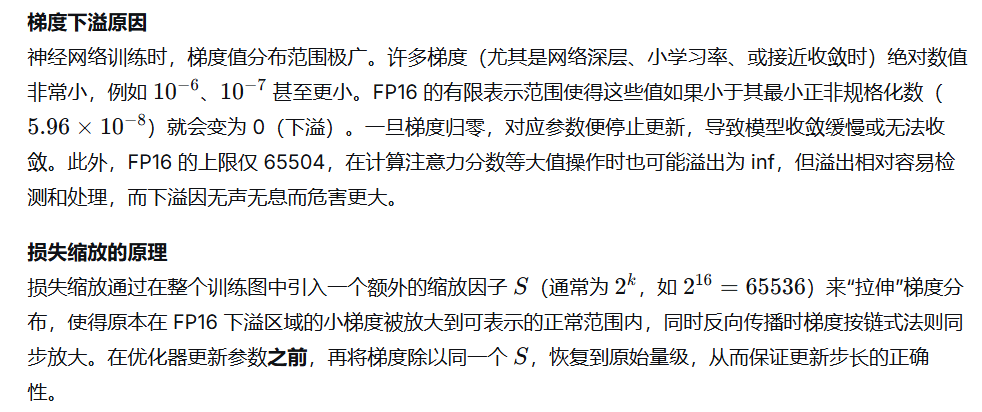 梯度下溢原因
神经网络训练时，梯度值分布范围极广。许多梯度（尤其是网络深层、小学习率、或接近收敛时）绝对数值
非常小，例如 10⁻⁶、10⁻⁷ 甚至更小。FP16 的有限表示范围使得这些值如果小于其最小正非规格化数（
5.96 × 10⁻⁸）就会变为 0（下溢）。一旦梯度归零，对应参数便停止更新，导致模型收敛缓慢或无法收
敛。此外，FP16 的上限仅 65504，在计算注意力分数等大值操作时也可能溢出为 inf，但溢出相对容易检
测和处理，而下溢因无声无息而危害更大。
损失缩放的原理
损失缩放通过在整个训练图中引入一个额外的缩放因子 S（通常为 2ᵏ，如 2¹⁶ = 65536）来“拉伸”梯度分
布，使得原本在 FP16 下溢区域的小梯度被放大到可表示的正常范围内，同时反向传播时梯度按链式法则同
步放大。在优化器更新参数之前，再将梯度除以同一个 S，恢复到原始量级，从而保证更新步长的正确
性。